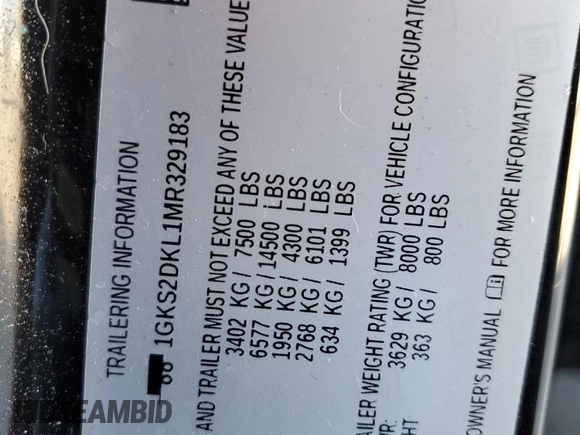 TRAILERING INFORMATION
1GKS2DKL1MR329183
AND TRAILER MUST NOT EXCEED ANY OF THESE VALUE
3402 KG / 7500 LBS
6577 KG / 14500 LBS
1950 KG / 4300 LBS
2768 KG / 6101 LBS
634 KG / 1399 LBS
AILER WEIGHT RATING (TWR) FOR VEHICLE CONFIGURATIO
WR: 3629 KG / 8000 LBS
HT 363 KG / 800 LBS
OWNER'S MANUAL FOR MORE INFORMATION